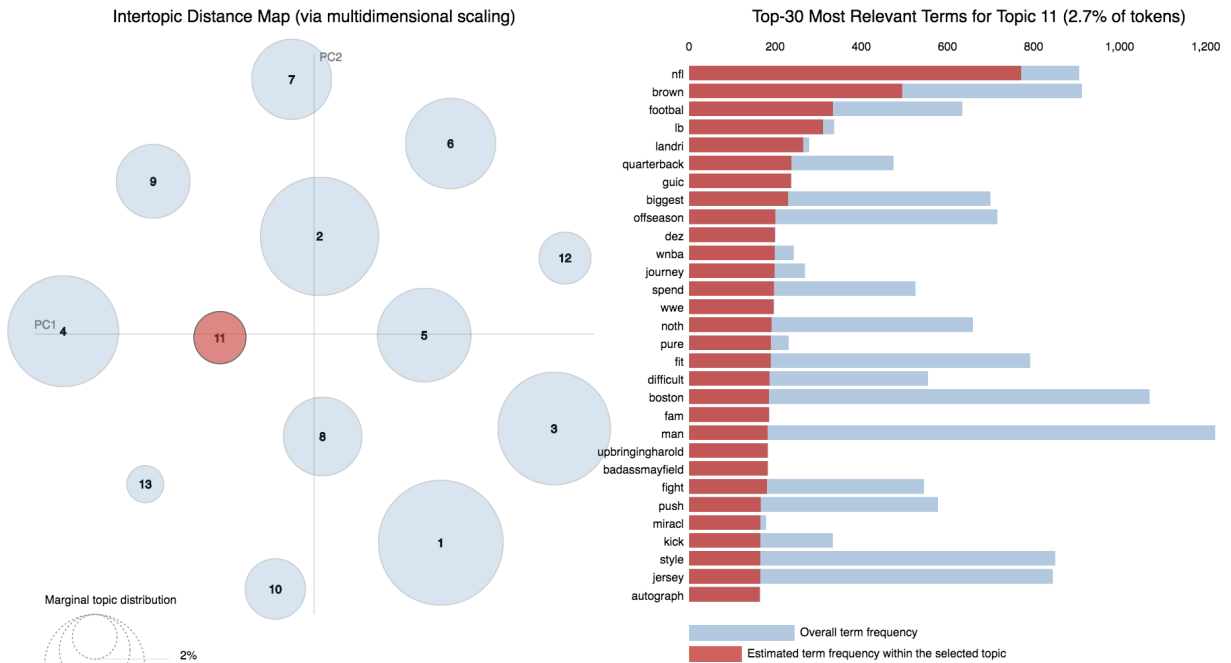 Intertopic Distance Map (via multidimensional scaling)
PC2
7
6
9
2
12
PC1
4
11
5
8
3
13
1
10
Marginal topic distribution
2%
Top-30 Most Relevant Terms for Topic 11 (2.7% of tokens)
0 200 400 600 800 1,000 1,200
nfl
brown
footbal
lb
landri
quarterback
guic
biggest
offseason
dez
wnba
journey
spend
wwe
noth
pure
fit
difficult
boston
fam
man
upbringingharold
badassmayfield
fight
push
miracl
kick
style
jersey
autograph
Overall term frequency
Estimated term frequency within the selected topic